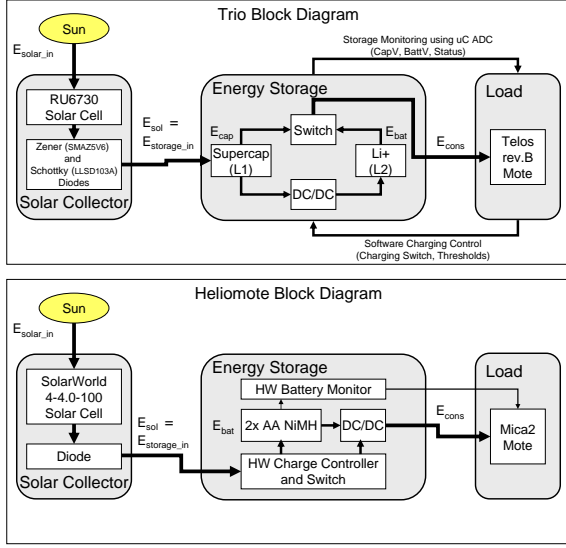 Trio Block Diagram
Sun
E_solar_in
RU6730
Solar Cell
Zener (SMAZ5V6)
and
Schottky (LLSD103A)
Diodes
Solar Collector
E_sol =
E_storage_in
Energy Storage
E_cap
Switch
E_bat
Supercap
(L1)
Li+
(L2)
DC/DC
Storage Monitoring using uC ADC
(CapV, BattV, Status)
E_cons
Load
Telos
rev.B
Mote
Software Charging Control
(Charging Switch, Thresholds)
Heliomote Block Diagram
Sun
E_solar_in
SolarWorld
4-4.0-100
Solar Cell
Diode
Solar Collector
E_sol =
E_storage_in
Energy Storage
HW Battery Monitor
E_bat
2x AA NiMH
DC/DC
HW Charge Controller
and Switch
E_cons
Load
Mica2
Mote